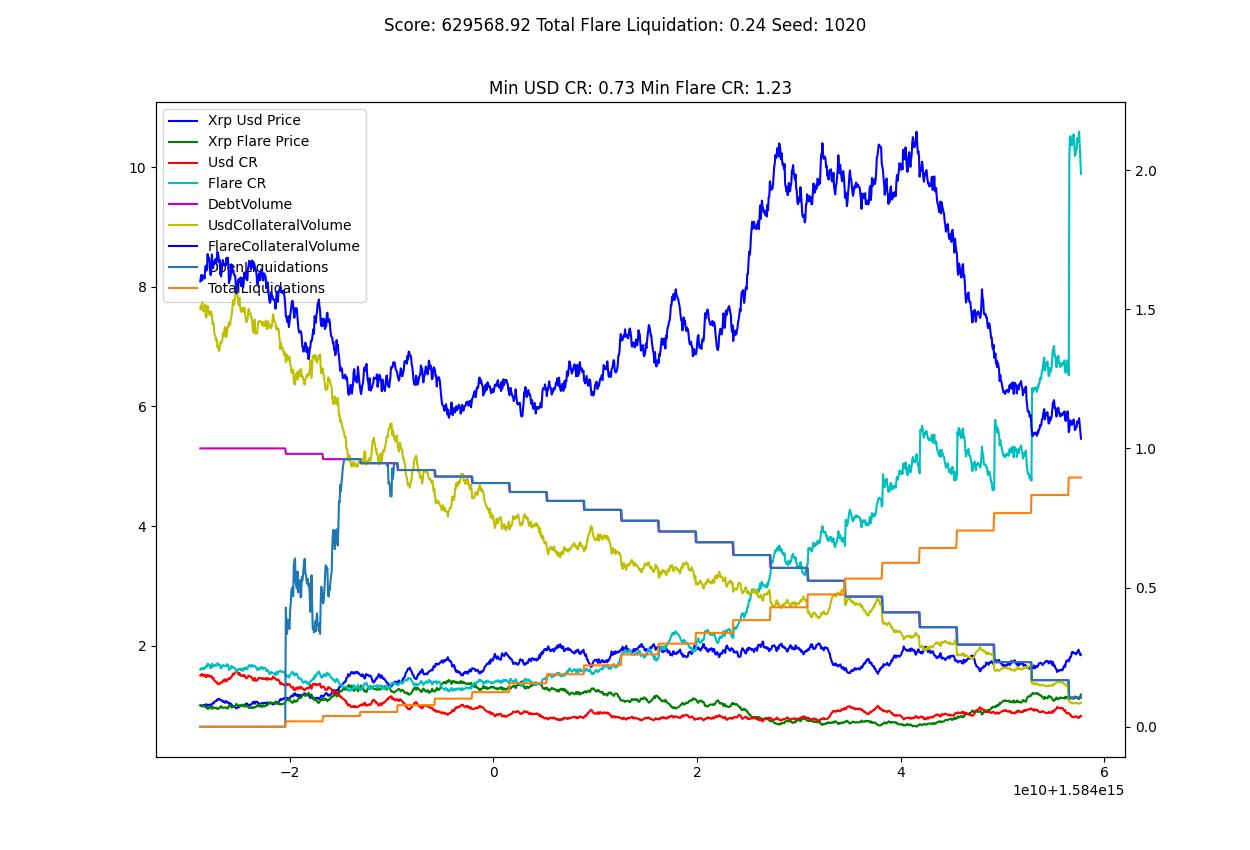 Score: 629568.92 Total Flare Liquidation: 0.24 Seed: 1020
Min USD CR: 0.73 Min Flare CR: 1.23
Xrp Usd Price
Xrp Flare Price
Usd CR
Flare CR
DebtVolume
UsdCollateralVolume
FlareCollateralVolume
OpenLiquidations
TotalLiquidations
10
8
6
4
2
2.0
1.5
1.0
0.5
0.0
−2
0
2
4
6
1e10+1.584e15